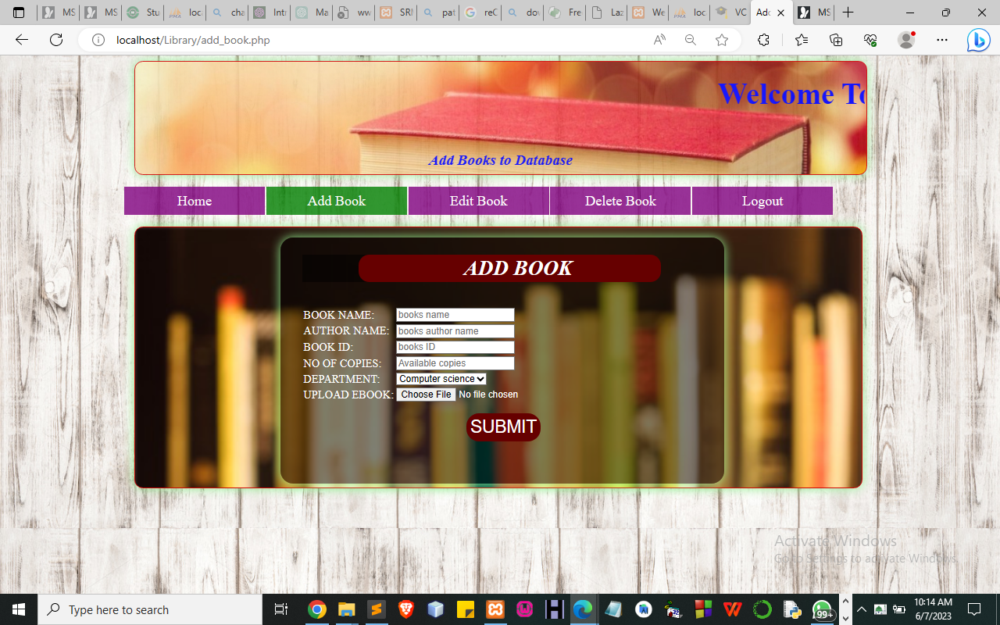 MS
MS
Stu
loc
cha
Intr
Ma
ww
SRI
pat
reC
do
Fre
Laz
We
loc
VC
Adc
MS
localhost/Library/add_book.php
Welcome To
Add Books to Database
Home
Add Book
Edit Book
Delete Book
Logout
ADD BOOK
BOOK NAME: books name
AUTHOR NAME: books author name
BOOK ID: books ID
NO OF COPIES: Available copies
DEPARTMENT: Computer science
UPLOAD EBOOK: Choose File No file chosen
SUBMIT
Activate Windows
Go to Settings to activate Windows.
Type here to search
99+
10:14 AM
6/7/2023